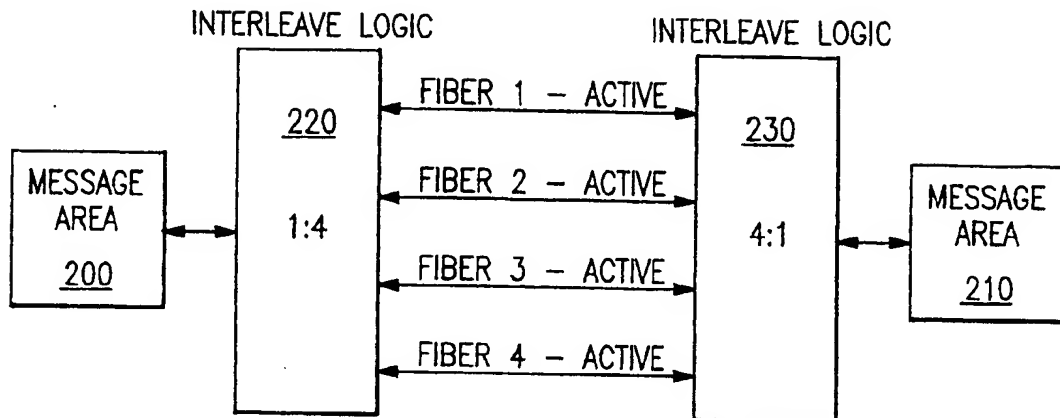 INTERLEAVE LOGIC
INTERLEAVE LOGIC
FIBER 1 – ACTIVE
220
230
FIBER 2 – ACTIVE
MESSAGE
AREA
200
1:4
4:1
MESSAGE
AREA
210
FIBER 3 – ACTIVE
FIBER 4 – ACTIVE